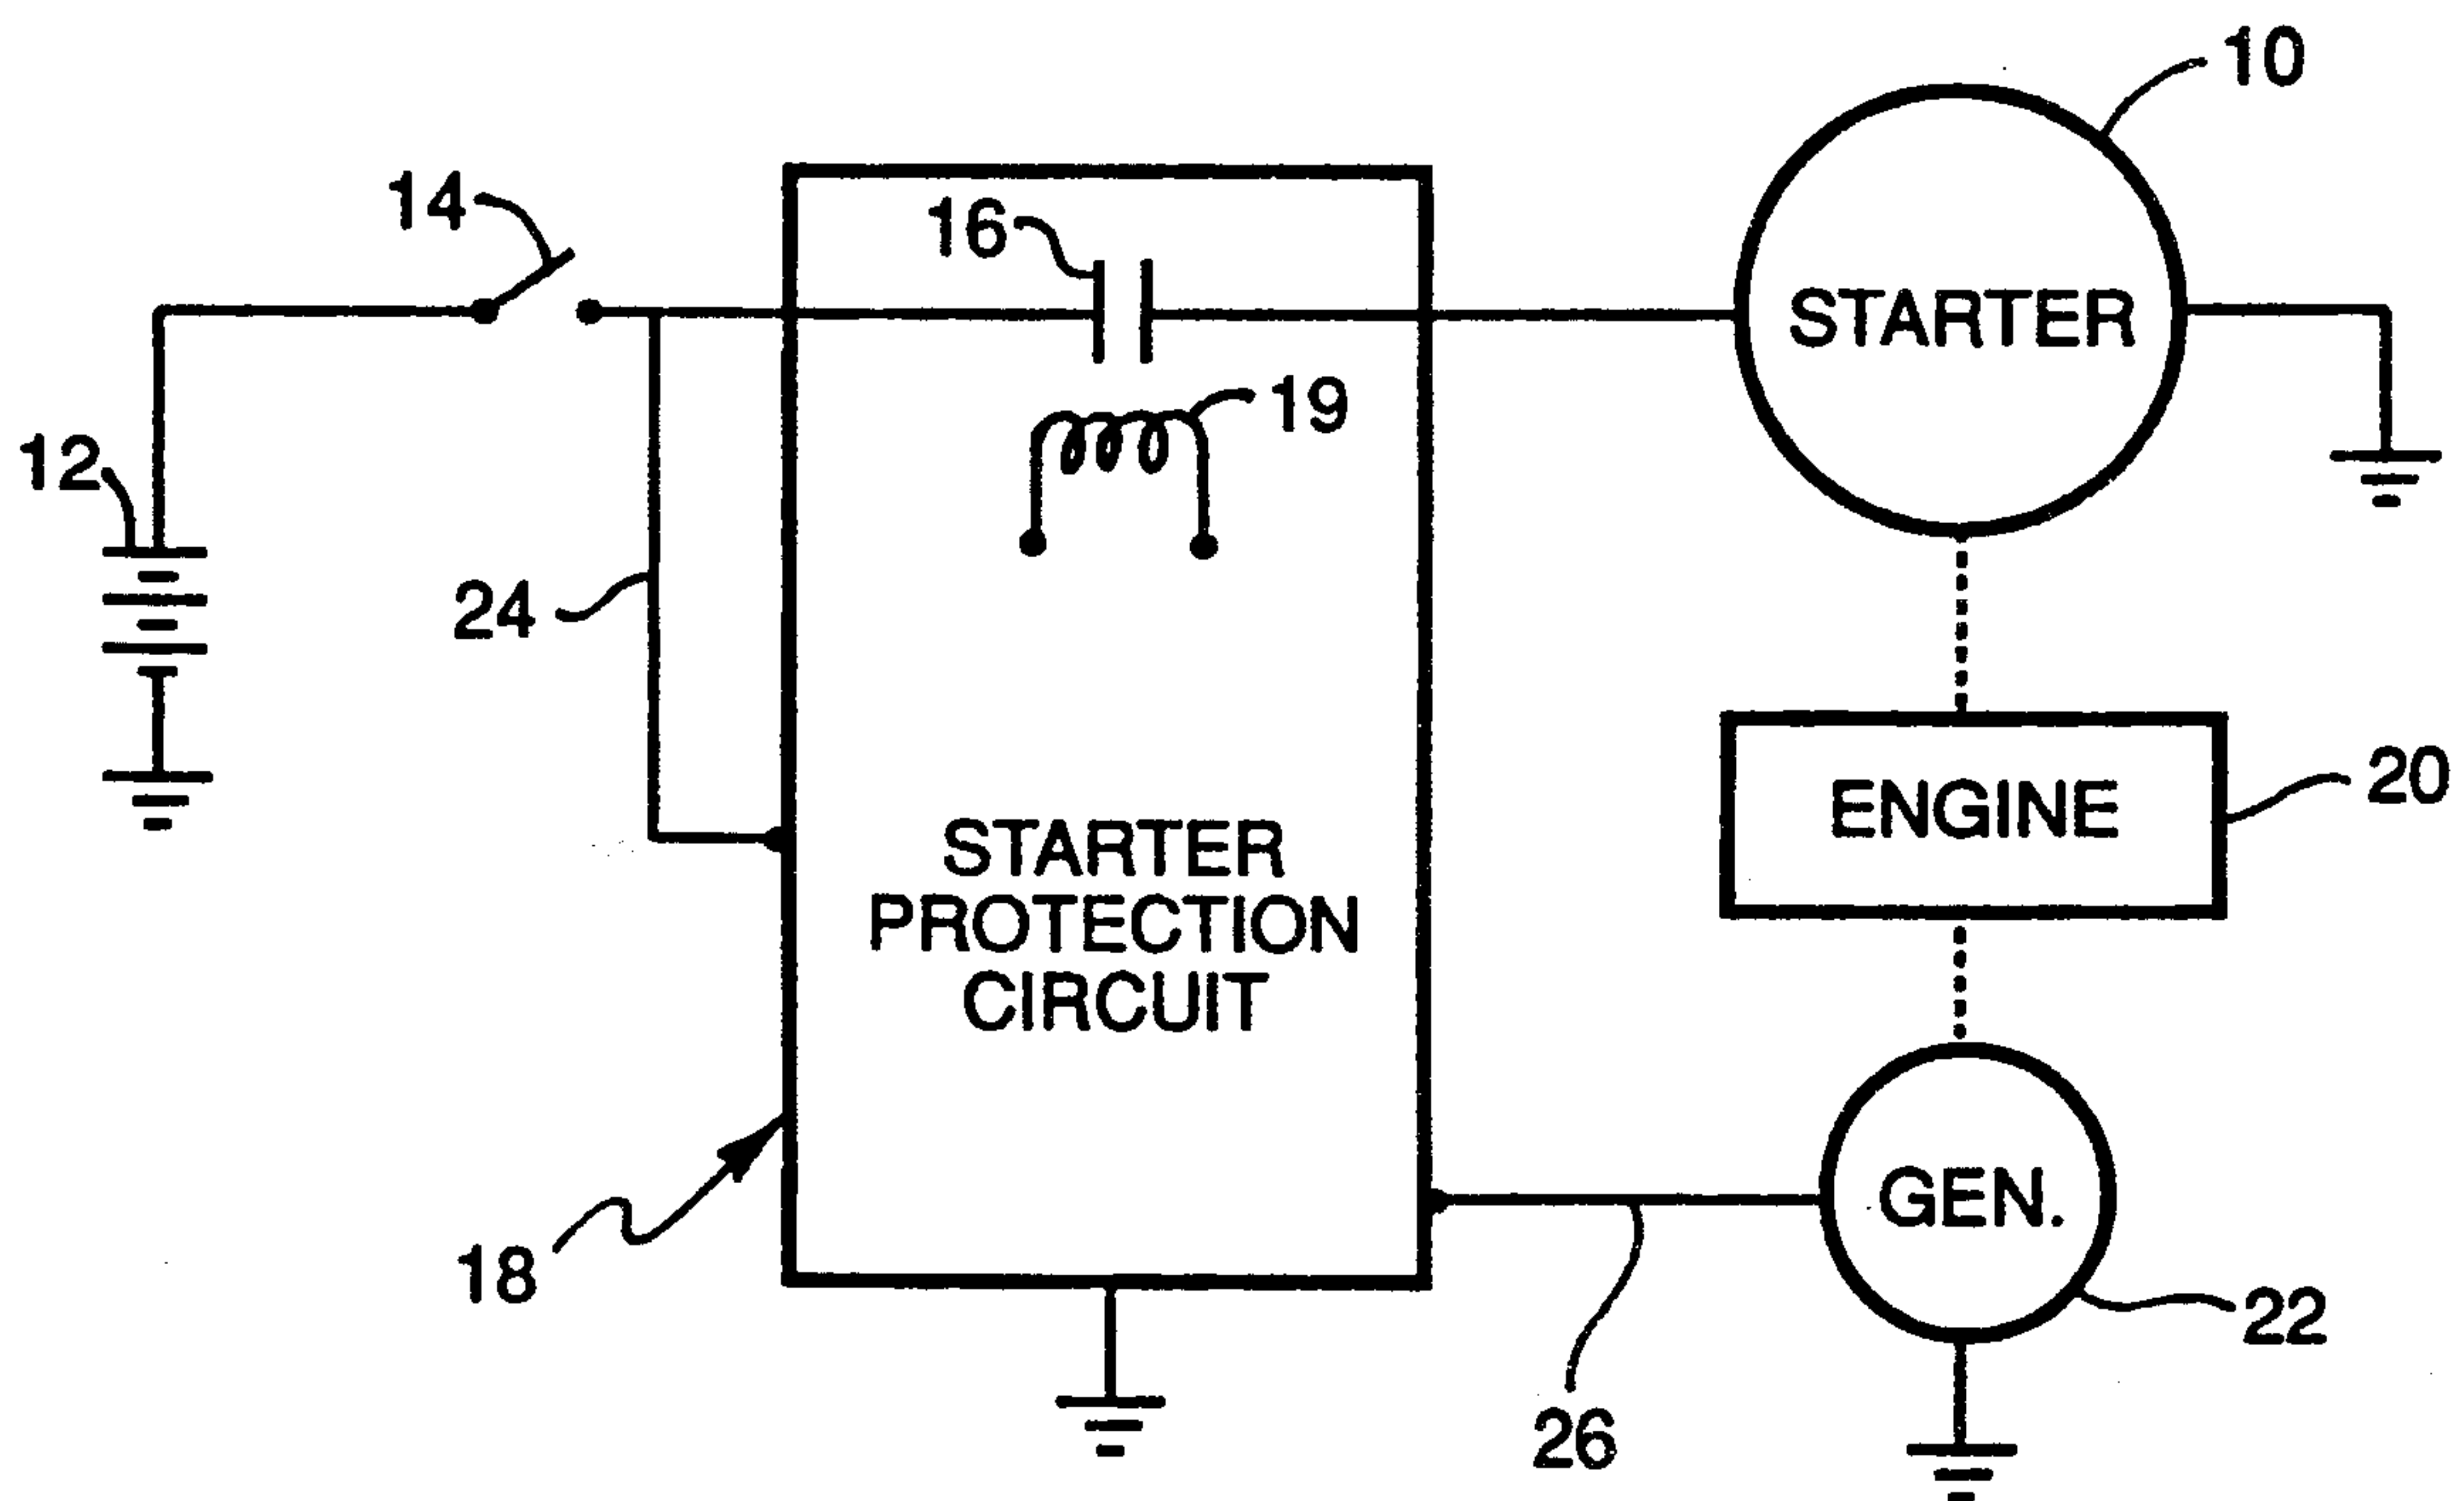 10
14
16
STARTER
19
12
24
20
ENGINE
STARTER
PROTECTION
CIRCUIT
GEN.
18
22
26